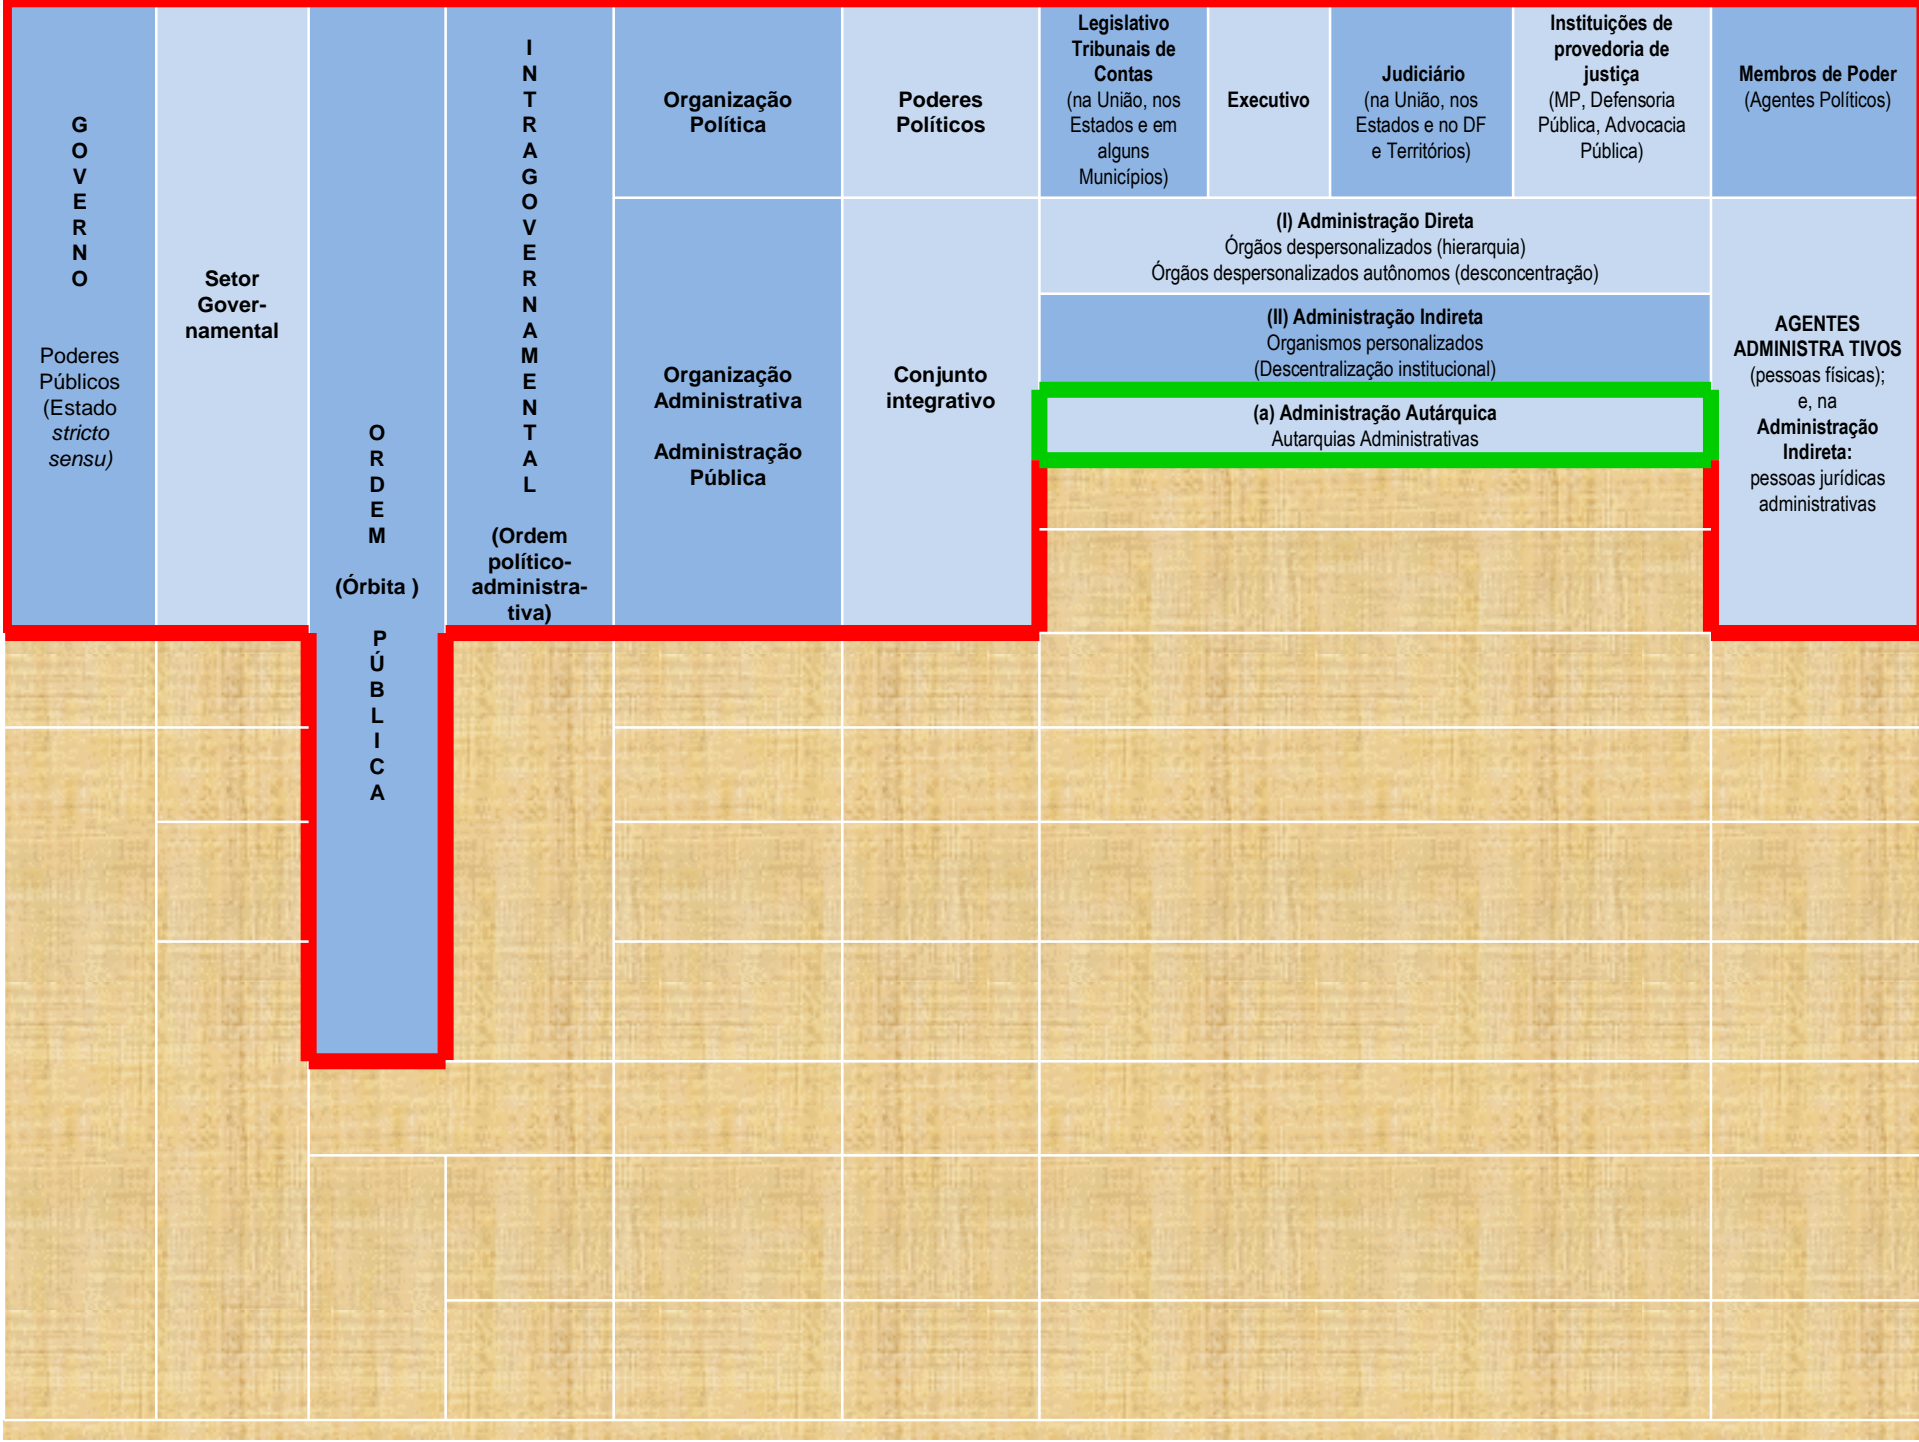 GOVERNO
Poderes
Públicos
(Estado
stricto
sensu)
Setor
Gover-
namental
ORDEM
(Órbita )
PÚBLICA
INTRAGOVERNAMENTAL
(Ordem
político-
administra-
tiva)
Organização
Política
Poderes
Políticos
Legislativo
Tribunais de
Contas
(na União, nos
Estados e em
alguns
Municípios)
Executivo
Judiciário
(na União, nos
Estados e no DF
e Territórios)
Instituições de
provedoria de
justiça
(MP, Defensoria
Pública, Advocacia
Pública)
Membros de Poder
(Agentes Políticos)
Organização
Administrativa
Administração
Pública
Conjunto
integrativo
(I) Administração Direta
Órgãos despersonalizados (hierarquia)
Órgãos despersonalizados autônomos (desconcentração)
(II) Administração Indireta
Organismos personalizados
(Descentralização institucional)
(a) Administração Autárquica
Autarquias Administrativas
AGENTES
ADMINISTRA TIVOS
(pessoas físicas);
e, na
Administração
Indireta:
pessoas jurídicas
administrativas